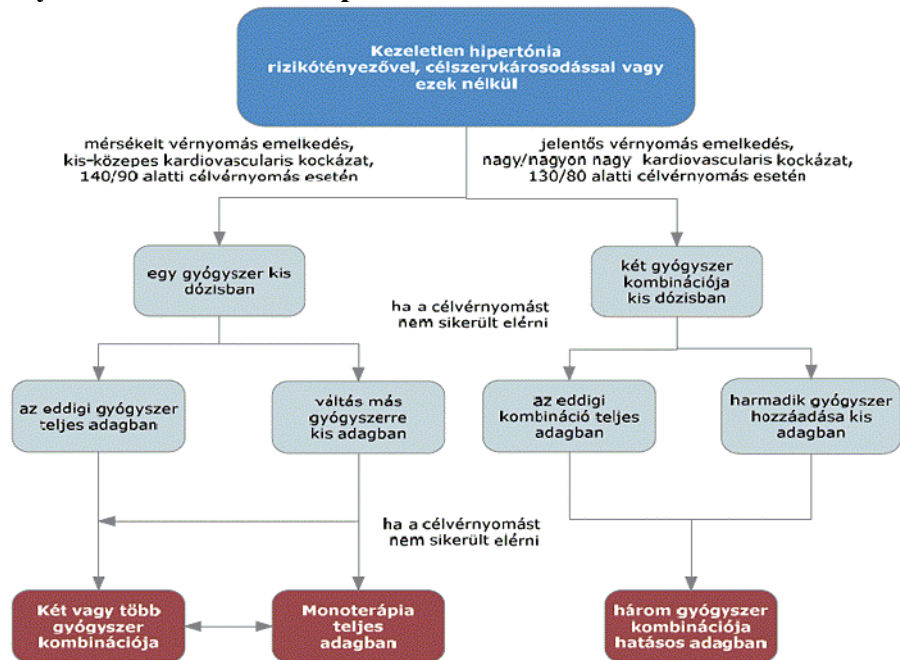 Kezeletlen hipertónia
rizikótényezővel, célszervkárosodással vagy
ezek nélkül
mérsékelt vérnyomás emelkedés,
kis-közepes kardiovascularis kockázat,
140/90 alatti célvérnyomás esetén
jelentős vérnyomás emelkedés,
nagy/nagyon nagy kardiovascularis kockázat,
130/80 alatti célvérnyomás esetén
egy gyógyszer kis
dózisban
két gyógyszer
kombinációja
kis dózisban
ha a célvérnyomást
nem sikerült elérni
az eddigi gyógyszer
teljes adagban
váltás más
gyógyszerre
kis adagban
az eddigi
kombináció teljes
adagban
harmadik gyógyszer
hozzáadása kis
adagban
ha a célvérnyomást
nem sikerült elérni
Két vagy több
gyógyszer
kombinációja
Monoterápia
teljes
adagban
három gyógyszer
kombinációja
hatásos adagban